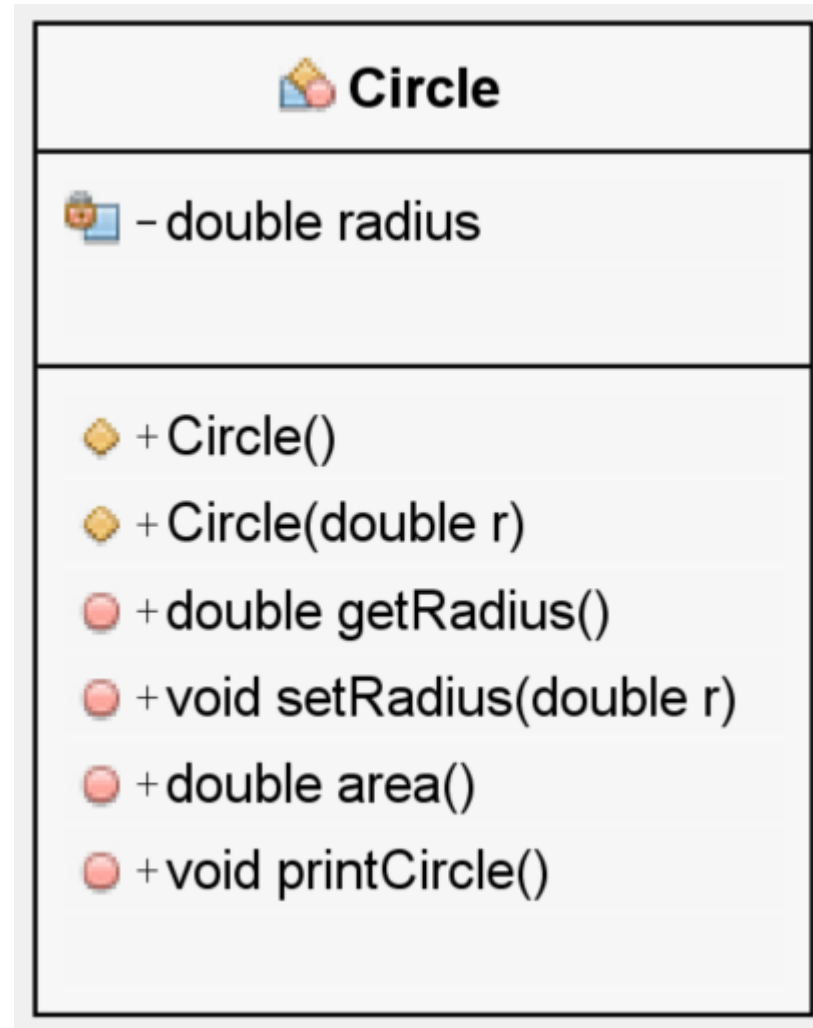 Circle
- double radius
+ Circle()
+ Circle(double r)
+ double getRadius()
+ void setRadius(double r)
+ double area()
+ void printCircle()